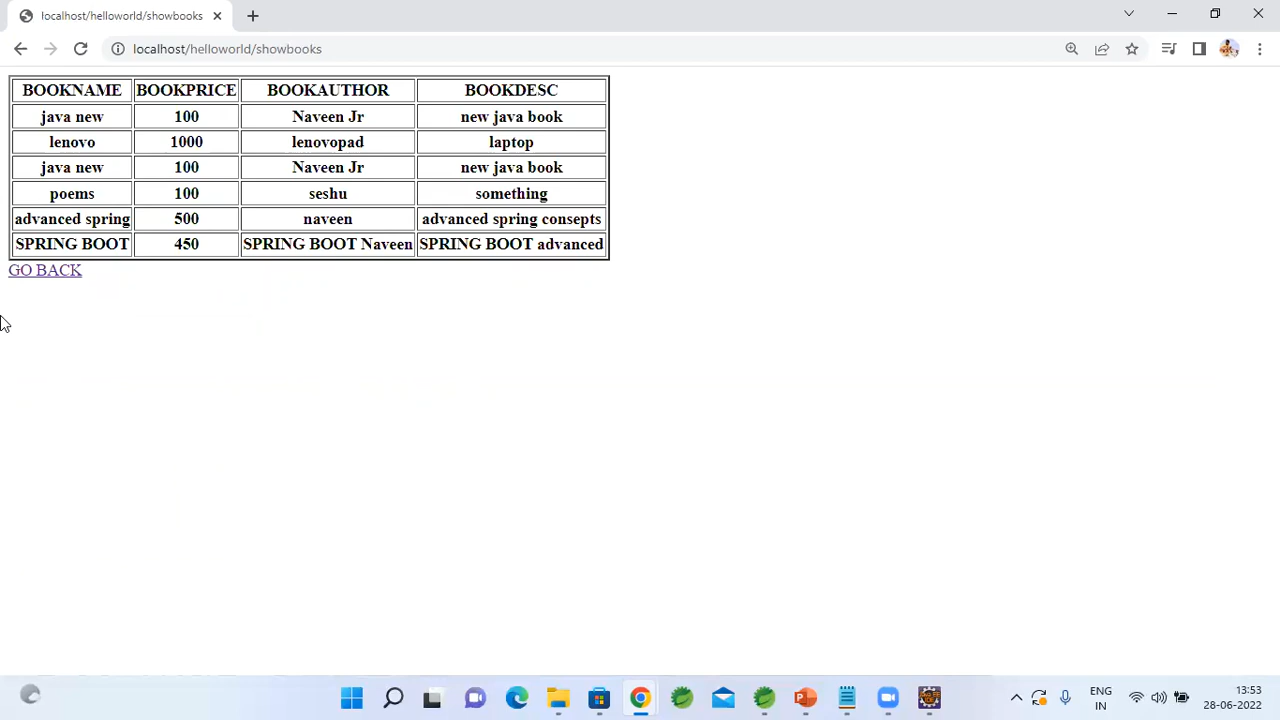 localhost/helloworld/showbooks
localhost/helloworld/showbooks
BOOKNAME BOOKPRICE BOOKAUTHOR BOOKDESC
java new 100 Naveen Jr new java book
lenovo 1000 lenovopad laptop
java new 100 Naveen Jr new java book
poems 100 seshu something
advanced spring 500 naveen advanced spring consepts
SPRING BOOT 450 SPRING BOOT Naveen SPRING BOOT advanced
GO BACK
ENG 13:53
IN 28-06-2022